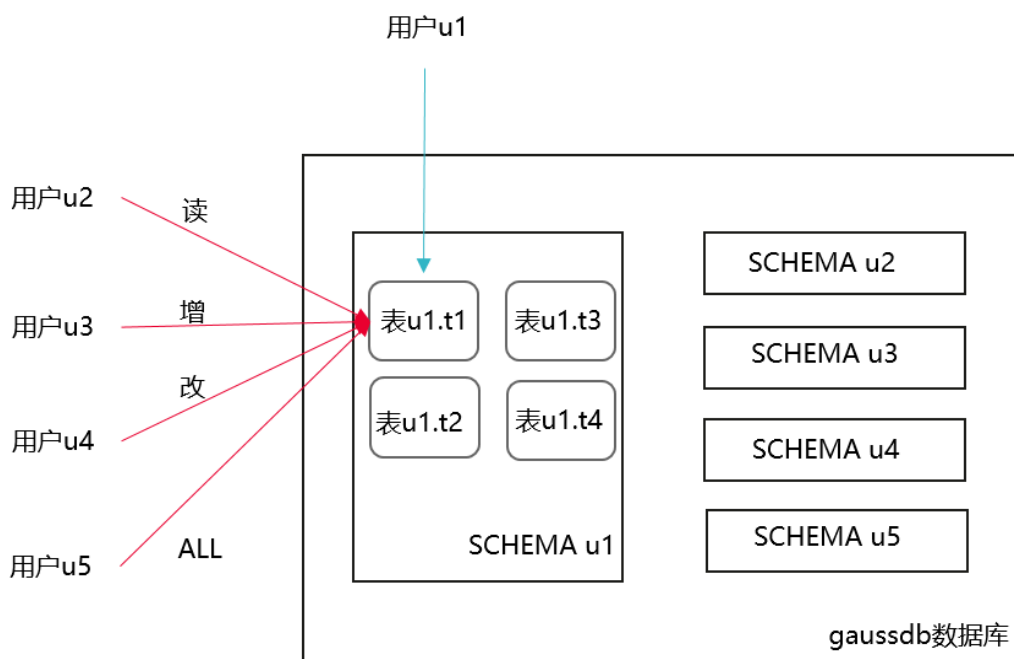 用户u1
用户u2
读
用户u3
增
改
用户u4
用户u5
ALL
表u1.t1
表u1.t3
表u1.t2
表u1.t4
SCHEMA u1
SCHEMA u2
SCHEMA u3
SCHEMA u4
SCHEMA u5
gaussdb数据库